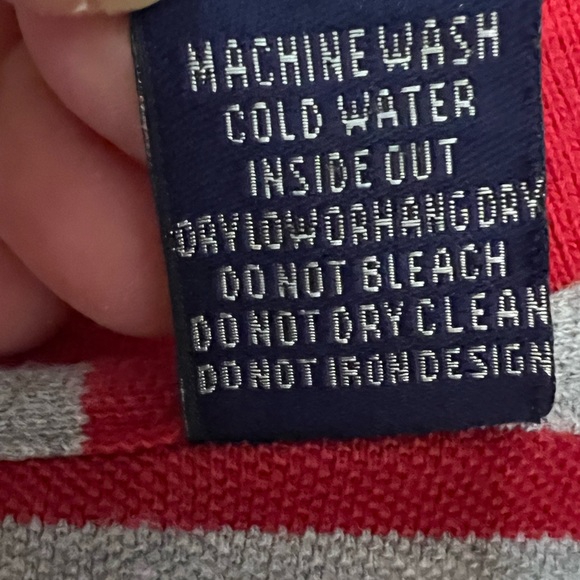 MACHINE WASH
COLD WATER
INSIDE OUT
DRY LOW OR HANG DRY
DO NOT BLEACH
DO NOT DRY CLEAN
DO NOT IRON DESIGN